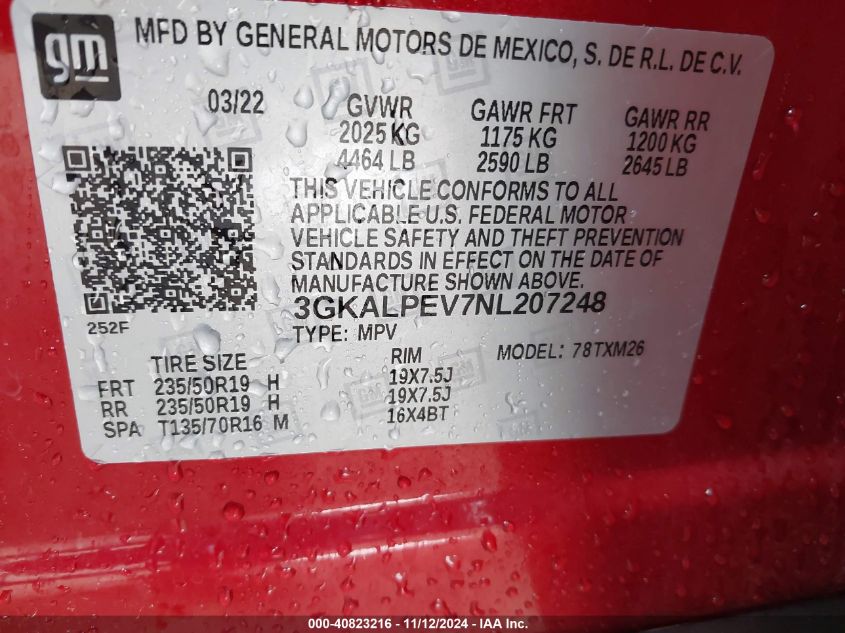 gm
MFD BY GENERAL MOTORS DE MEXICO, S. DE R.L. DE C.V.
03/22 GVWR GAWR FRT GAWR RR
2025 KG 1175 KG 1200 KG
4464 LB 2590 LB 2645 LB
THIS VEHICLE CONFORMS TO ALL
APPLICABLE U.S. FEDERAL MOTOR
VEHICLE SAFETY AND THEFT PREVENTION
STANDARDS IN EFFECT ON THE DATE OF
MANUFACTURE SHOWN ABOVE.
3GKALPEV7NL207248
252F
TYPE: MPV
MODEL: 78TXM26
TIRE SIZE RIM
FRT 235/50R19 H 19X7.5J
RR 235/50R19 H 19X7.5J
SPA T135/70R16 M 16X4BT
000-40823216 - 11/12/2024 - IAA Inc.